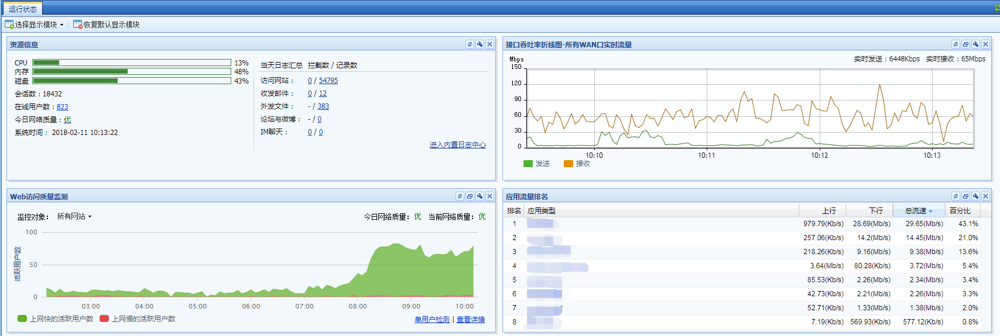 运行状态
选择显示模块 恢复默认显示模块
资源信息
CPU 13%
内存 48%
磁盘 43%
会话数：18432
在线用户数：823
今日网络质量：优
系统时间： 2018-02-11 10:13:22
当天日志汇总 拦截数 / 记录数
访问网站： 0 / 54795
收发邮件： 0 / 12
外发文件： - / 383
论坛与微博： - / 0
IM聊天： 0 / 0
进入内置日志中心
接口吞吐率折线图-所有WAN口实时流量
Mbps 实时发送：6448Kbps 实时接收：65Mbps
150
120
90
60
30
0
10:10 10:11 10:12 10:13
发送 接收
Web访问质量监测
监控对象： 所有网站 今日网络质量： 优 当前网络质量： 优
活跃用户数
100
50
0
03:00 04:00 05:00 06:00 07:00 08:00 09:00 10:00
上网快的活跃用户数 上网慢的活跃用户数 单用户检测 | 查看详情
应用流量排名
排名 应用类型 上行 下行 总流速 百分比
1 979.79(Kb/s) 28.69(Mb/s) 29.65(Mb/s) 43.1%
2 257.06(Kb/s) 14.2(Mb/s) 14.45(Mb/s) 21.0%
3 218.26(Kb/s) 9.16(Mb/s) 9.38(Mb/s) 13.6%
4 3.64(Mb/s) 80.28(Kb/s) 3.72(Mb/s) 5.4%
5 85.53(Kb/s) 2.26(Mb/s) 2.34(Mb/s) 3.4%
6 42.73(Kb/s) 2.21(Mb/s) 2.26(Mb/s) 3.3%
7 52.71(Kb/s) 1.33(Mb/s) 1.38(Mb/s) 2.0%
8 7.19(Kb/s) 569.93(Kb/s) 577.12(Kb/s) 0.8%